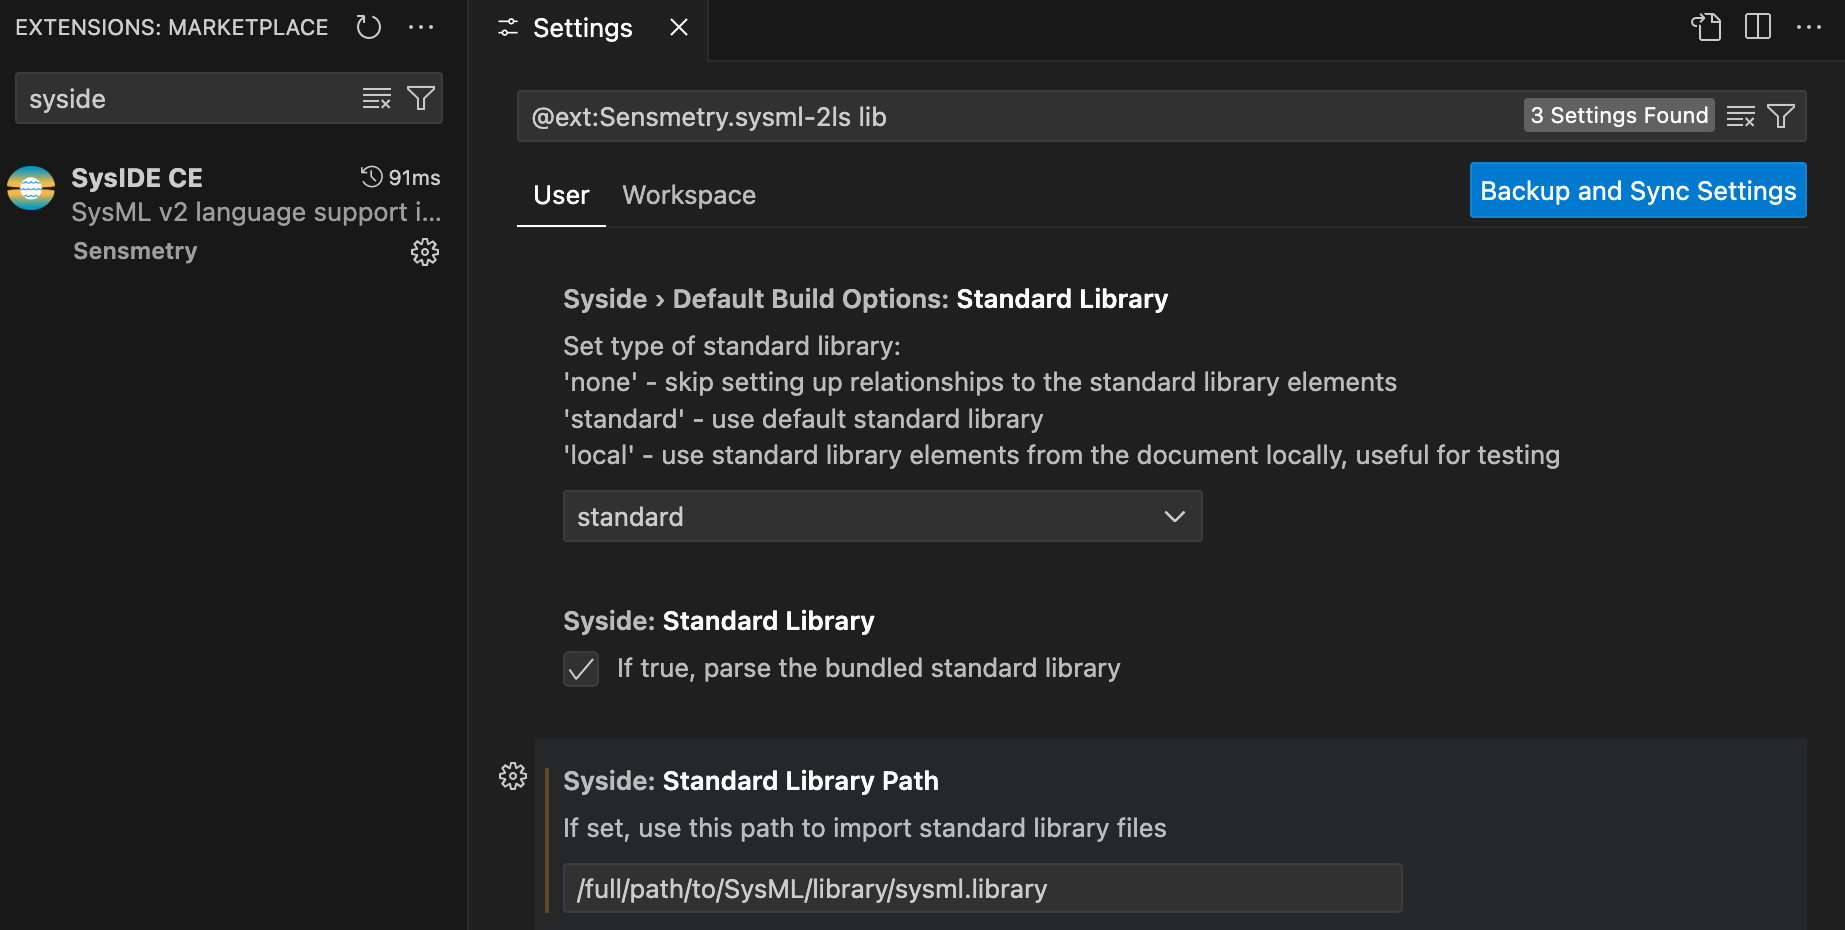 EXTENSIONS: MARKETPLACE
syside
SysIDE CE 91ms
SysML v2 language support i...
Sensmetry
Settings
@ext:Sensmetry.sysml-2ls lib 3 Settings Found
User Workspace Backup and Sync Settings
Syside › Default Build Options: Standard Library
Set type of standard library:
'none' - skip setting up relationships to the standard library elements
'standard' - use default standard library
'local' - use standard library elements from the document locally, useful for testing
standard
Syside: Standard Library
If true, parse the bundled standard library
Syside: Standard Library Path
If set, use this path to import standard library files
/full/path/to/SysML/library/sysml.library